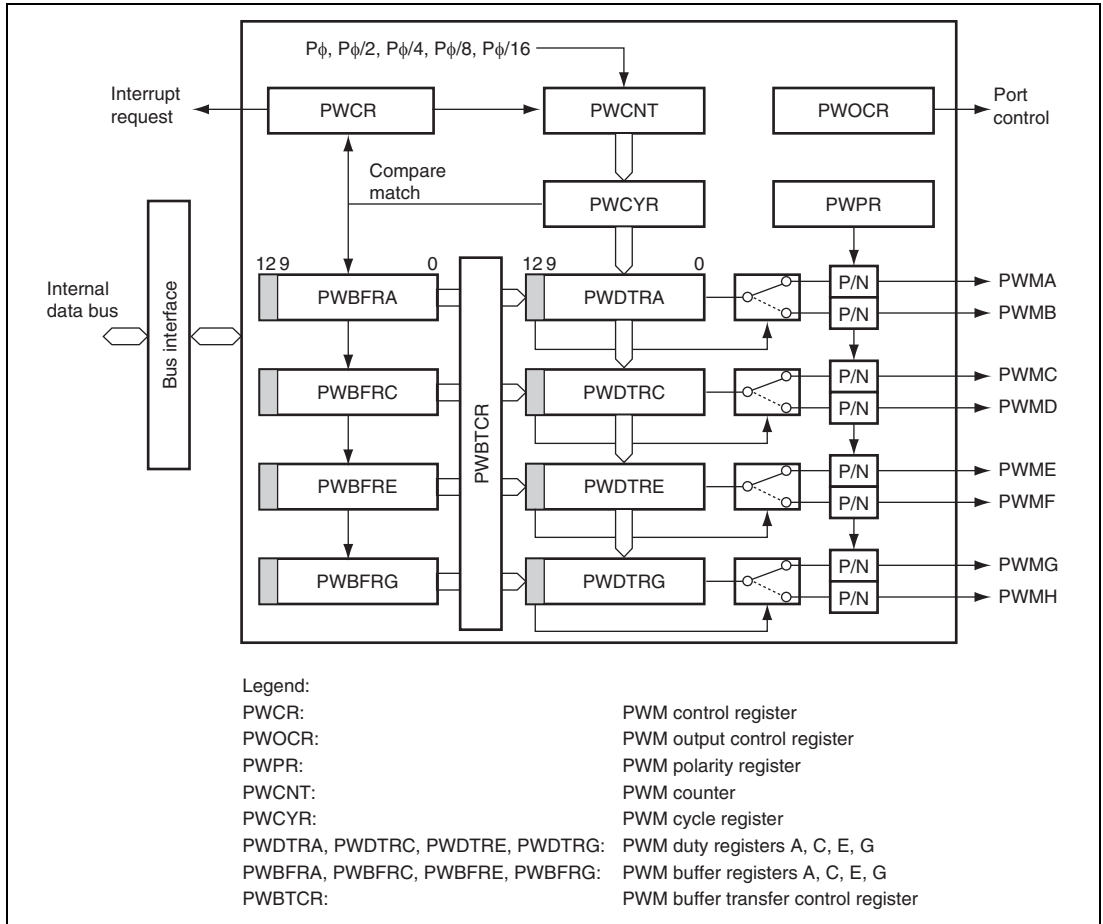 Pϕ, Pϕ/2, Pϕ/4, Pϕ/8, Pϕ/16
Interrupt
request
PWCR
PWCNT
PWOCR
Port
control
Compare
match
PWCYR
PWPR
Internal
data bus
Bus interface
12 9
0
PWBFRA
PWBTCR
12 9
0
PWDTRA
P/N
PWMA
P/N
PWMB
PWBFRC
PWDTRC
P/N
PWMC
P/N
PWMD
PWBFRE
PWDTRE
P/N
PWME
P/N
PWMF
PWBFRG
PWDTRG
P/N
PWMG
P/N
PWMH
Legend:
PWCR: PWM control register
PWOCR: PWM output control register
PWPR: PWM polarity register
PWCNT: PWM counter
PWCYR: PWM cycle register
PWDTRA, PWDTRC, PWDTRE, PWDTRG: PWM duty registers A, C, E, G
PWBFRA, PWBFRC, PWBFRE, PWBFRG: PWM buffer registers A, C, E, G
PWBTCR: PWM buffer transfer control register